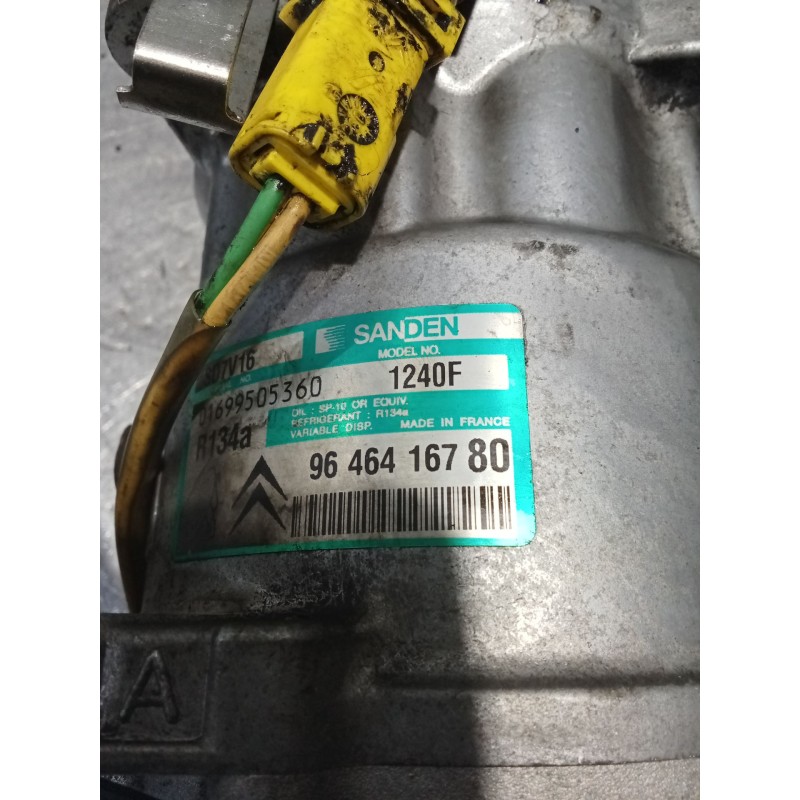 SANDEN
SD7V16
MODEL NO.
NO.
1240F
01699505360
OIL : SP-10 OR EQUIV.
REFRIGERANT : R134a
VARIABLE DISP. MADE IN FRANCE
R134a
96 464 167 80
A